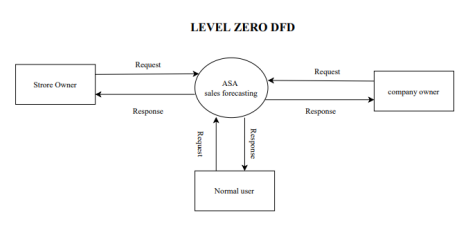 LEVEL ZERO DFD
Request
Request
ASA
sales forecasting
Strore Owner
company owner
Response
Response
Request
Response
Normal user